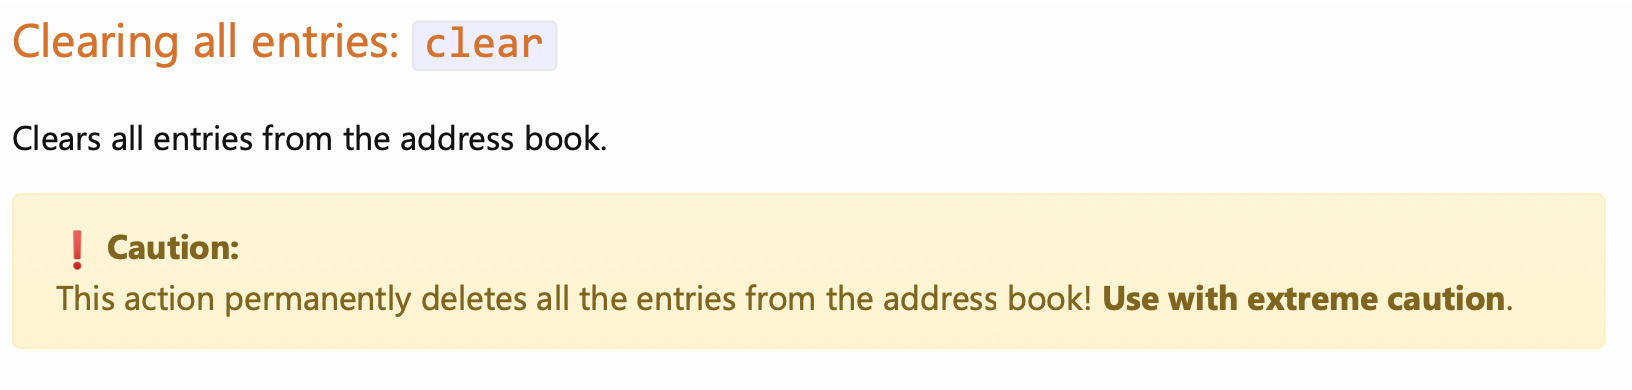 Clearing all entries: clear
Clears all entries from the address book.
❗ Caution:
This action permanently deletes all the entries from the address book! Use with extreme caution.